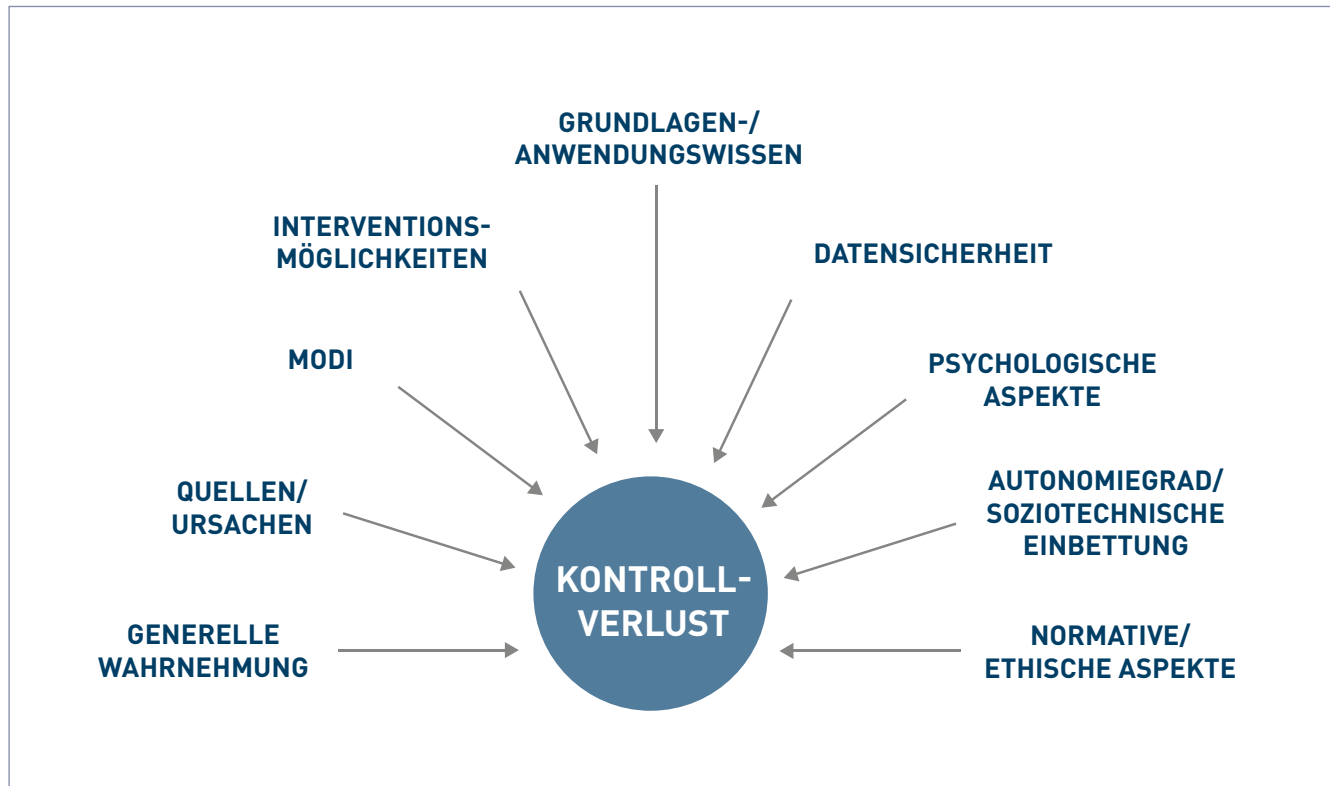 GRUNDLAGEN-/
ANWENDUNGSWISSEN
INTERVENTIONS-
MÖGLICHKEITEN
DATENSICHERHEIT
MODI
PSYCHOLOGISCHE
ASPEKTE
QUELLEN/
URSACHEN
AUTONOMIEGRAD/
SOZIOTECHNISCHE
EINBETTUNG
KONTROLL-
VERLUST
GENERELLE
WAHRNEHMUNG
NORMATIVE/
ETHISCHE ASPEKTE